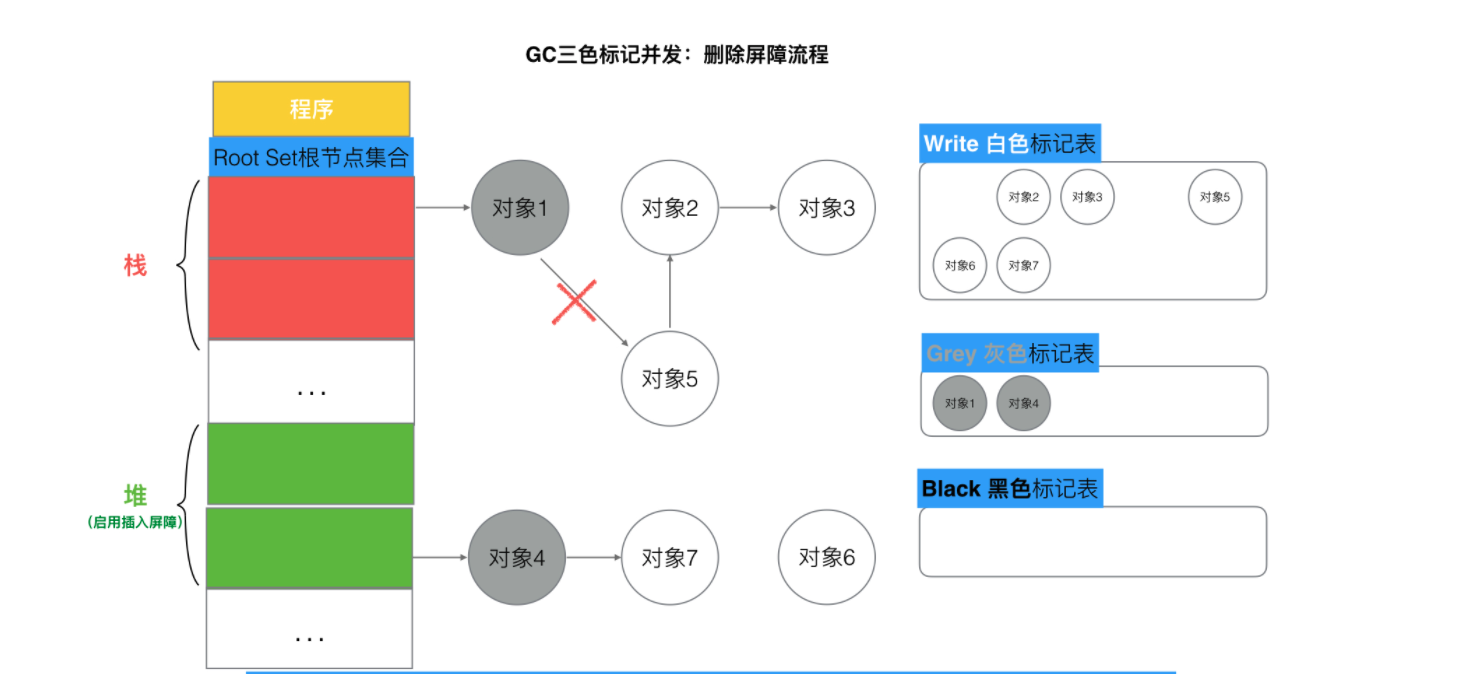 GC三色标记并发：删除屏障流程
程序
Root Set根节点集合
栈
...
堆
（启用插入屏障）
...
对象1
对象2
对象3
对象5
对象4
对象7
对象6
Write 白色标记表
对象2
对象3
对象5
对象6
对象7
Grey 灰色标记表
对象1
对象4
Black 黑色标记表